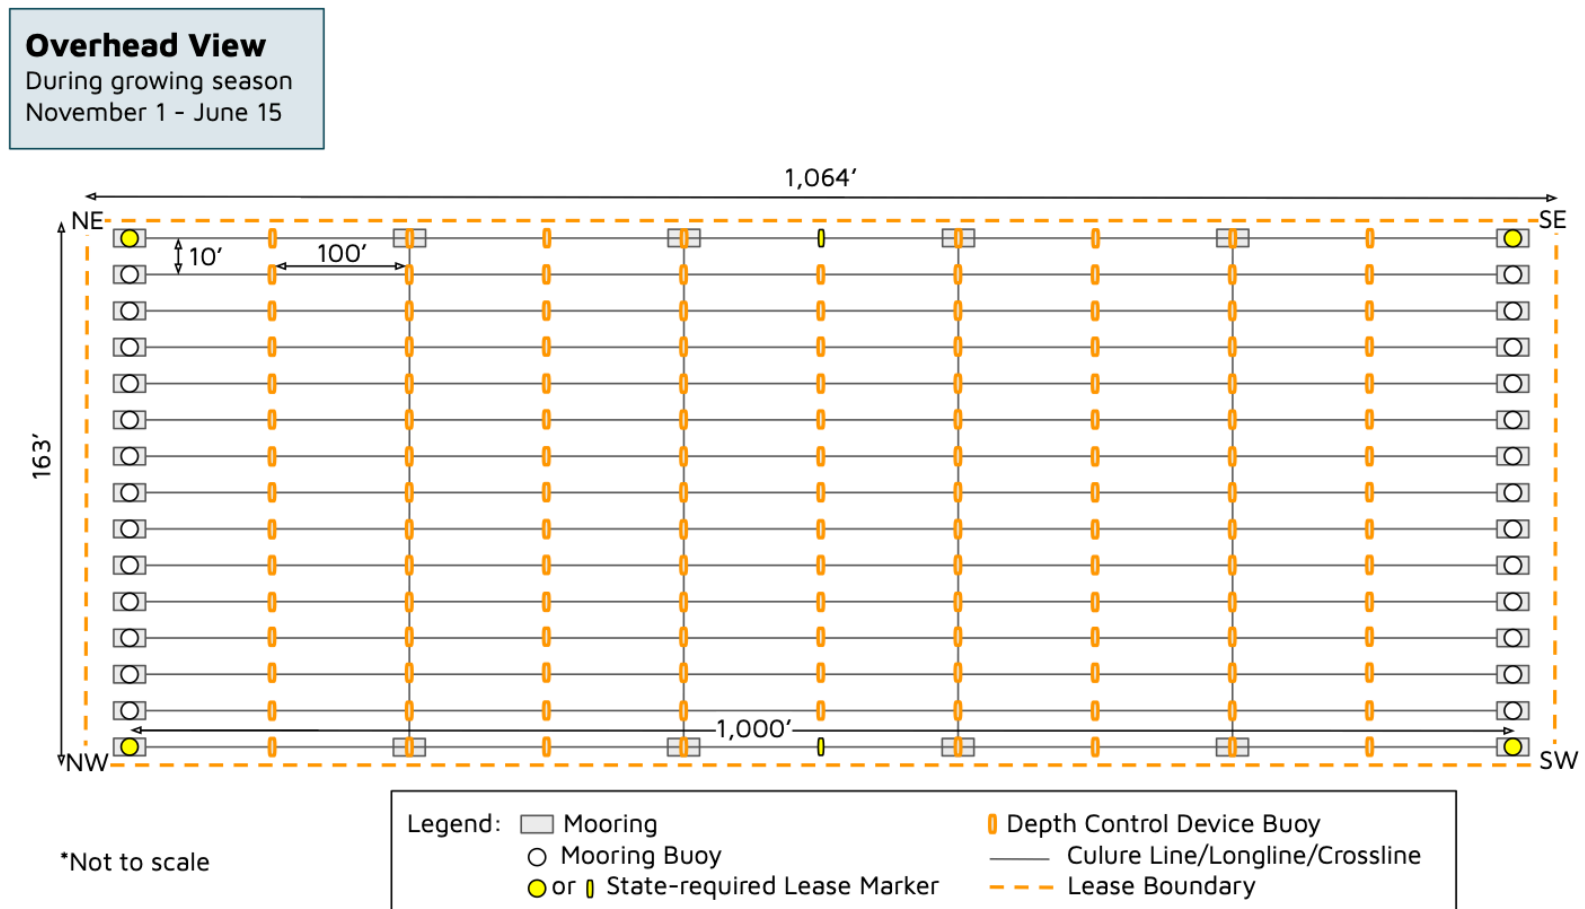 Overhead View
During growing season
November 1 - June 15
1,064’
NE
SE
10’
100’
163’
1,000’
NW
SW
Legend:
Mooring
Depth Control Device Buoy
Mooring Buoy
Culure Line/Longline/Crossline
or
State-required Lease Marker
Lease Boundary
*Not to scale